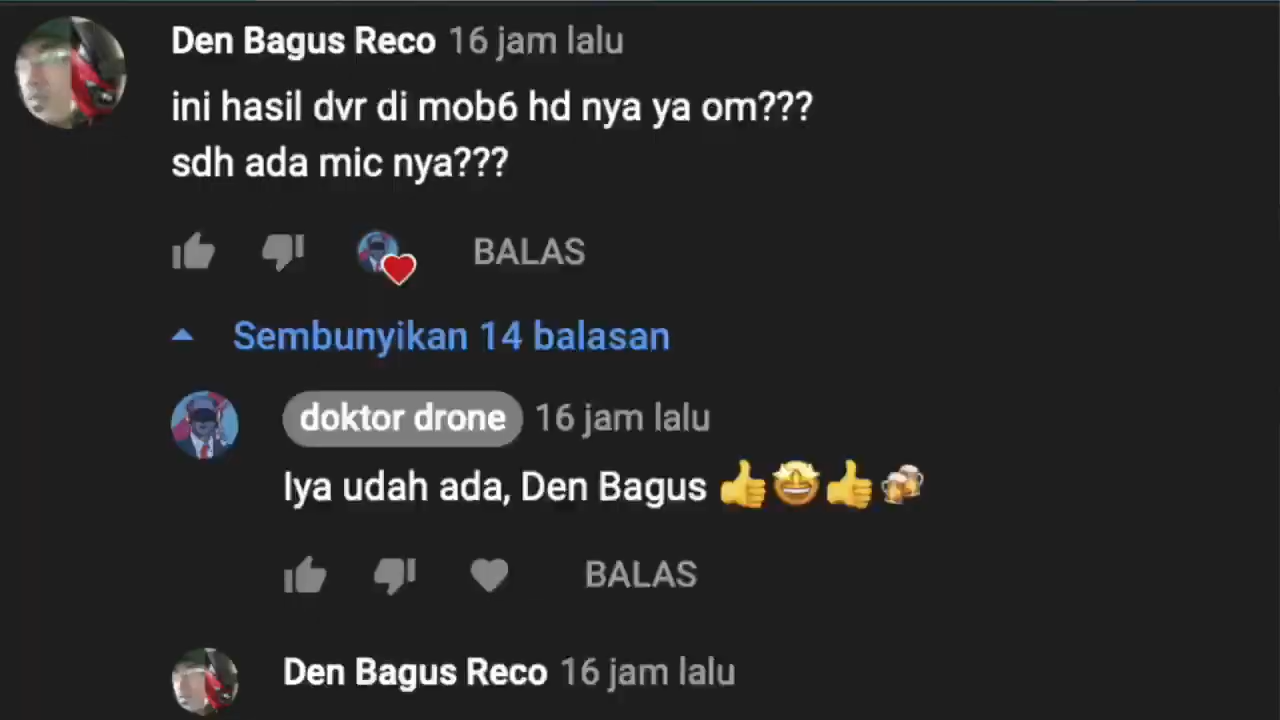 Den Bagus Reco 16 jam lalu
ini hasil dvr di mob6 hd nya ya om???
sdh ada mic nya???
BALAS
Sembunyikan 14 balasan
doktor drone 16 jam lalu
Iya udah ada, Den Bagus 👍🤩👍🍻
BALAS
Den Bagus Reco 16 jam lalu